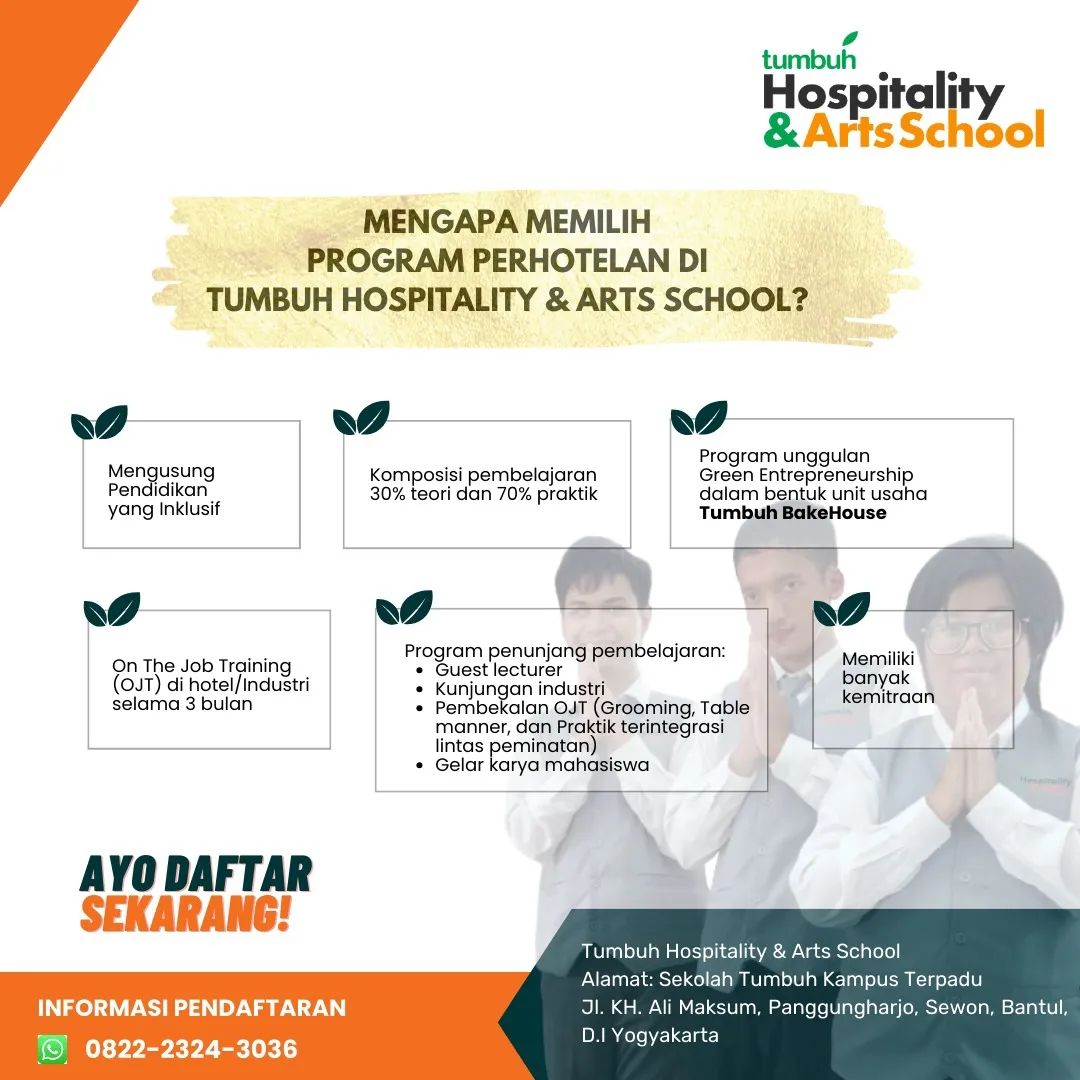 tumbuh
Hospitality
& Arts School
MENGAPA MEMILIH
PROGRAM PERHOTELAN DI
TUMBUH HOSPITALITY & ARTS SCHOOL?
Mengusung
Pendidikan
yang Inklusif
Komposisi pembelajaran
30% teori dan 70% praktik
Program unggulan
Green Entrepreneurship
dalam bentuk unit usaha
Tumbuh BakeHouse
On The Job Training
(OJT) di hotel/Industri
selama 3 bulan
Program penunjang pembelajaran:
• Guest lecturer
• Kunjungan industri
• Pembekalan OJT (Grooming, Table
manner, dan Praktik terintegrasi
lintas peminatan)
• Gelar karya mahasiswa
Memiliki
banyak
kemitraan
Hospitality
AYO DAFTAR
SEKARANG!
INFORMASI PENDAFTARAN
0822-2324-3036
Tumbuh Hospitality & Arts School
Alamat: Sekolah Tumbuh Kampus Terpadu
Jl. KH. Ali Maksum, Panggungharjo, Sewon, Bantul,
D.I Yogyakarta